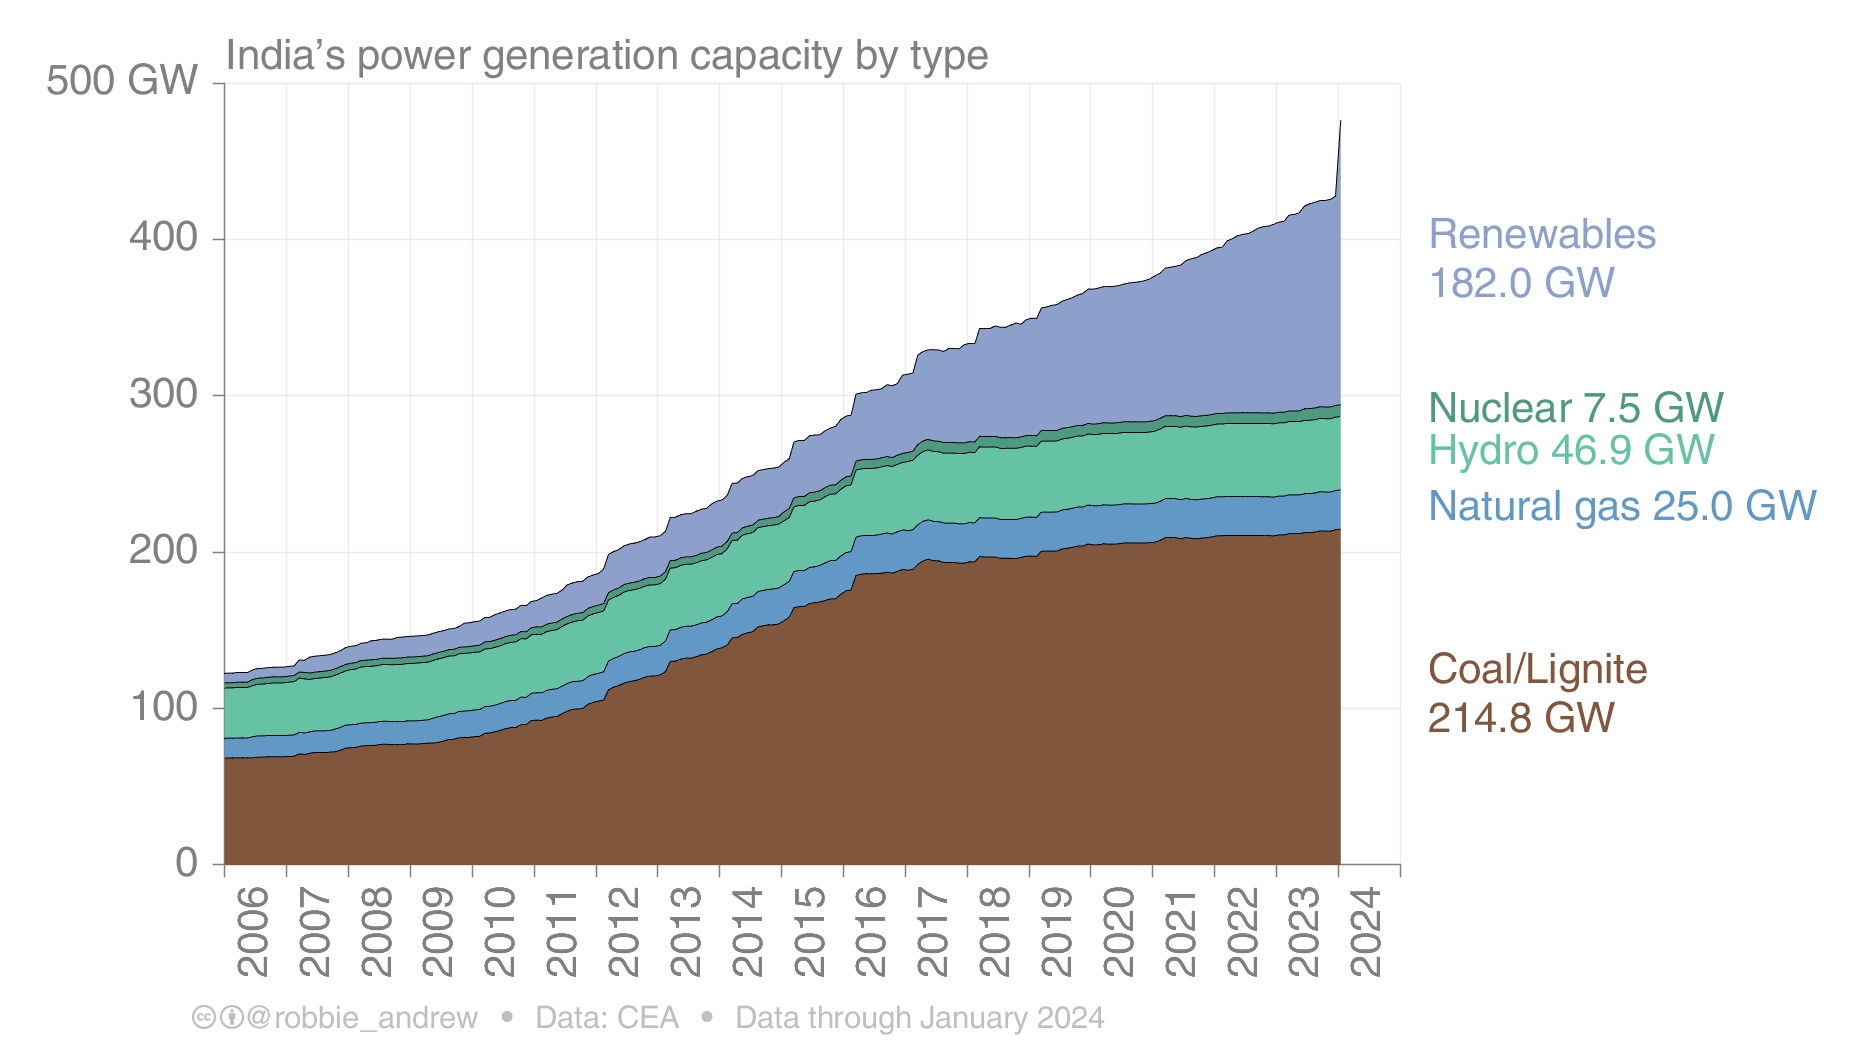 India’s power generation capacity by type
500 GW
400
300
200
100
0
Renewables
182.0 GW
Nuclear 7.5 GW
Hydro 46.9 GW
Natural gas 25.0 GW
Coal/Lignite
214.8 GW
2006
2007
2008
2009
2010
2011
2012
2013
2014
2015
2016
2017
2018
2019
2020
2021
2022
2023
2024
@robbie_andrew • Data: CEA • Data through January 2024